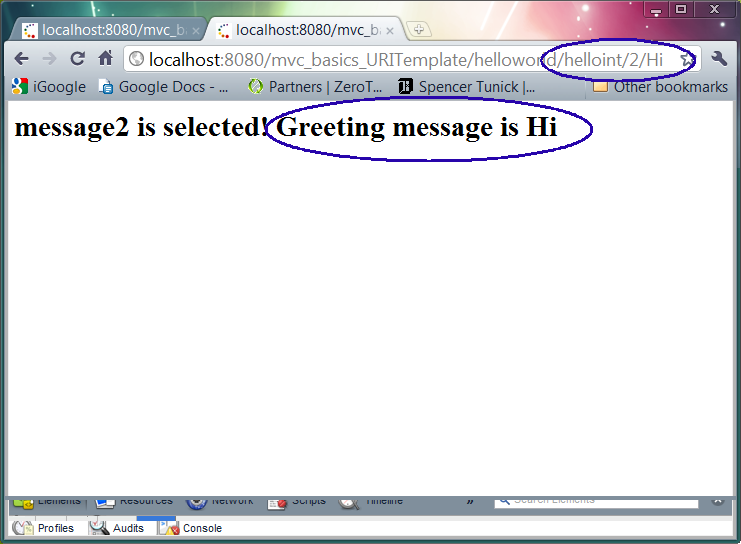 localhost:8080/mvc_b localhost:8080/mvc_b
localhost:8080/mvc_basics_URITemplate/helloworld/helloint/2/Hi
iGoogle Google Docs - ... Partners | ZeroT... Spencer Tunick |... Other bookmarks
message2 is selected! Greeting message is Hi
Elements Resources Network Scripts Timeline » Search Elements
Profiles Audits Console